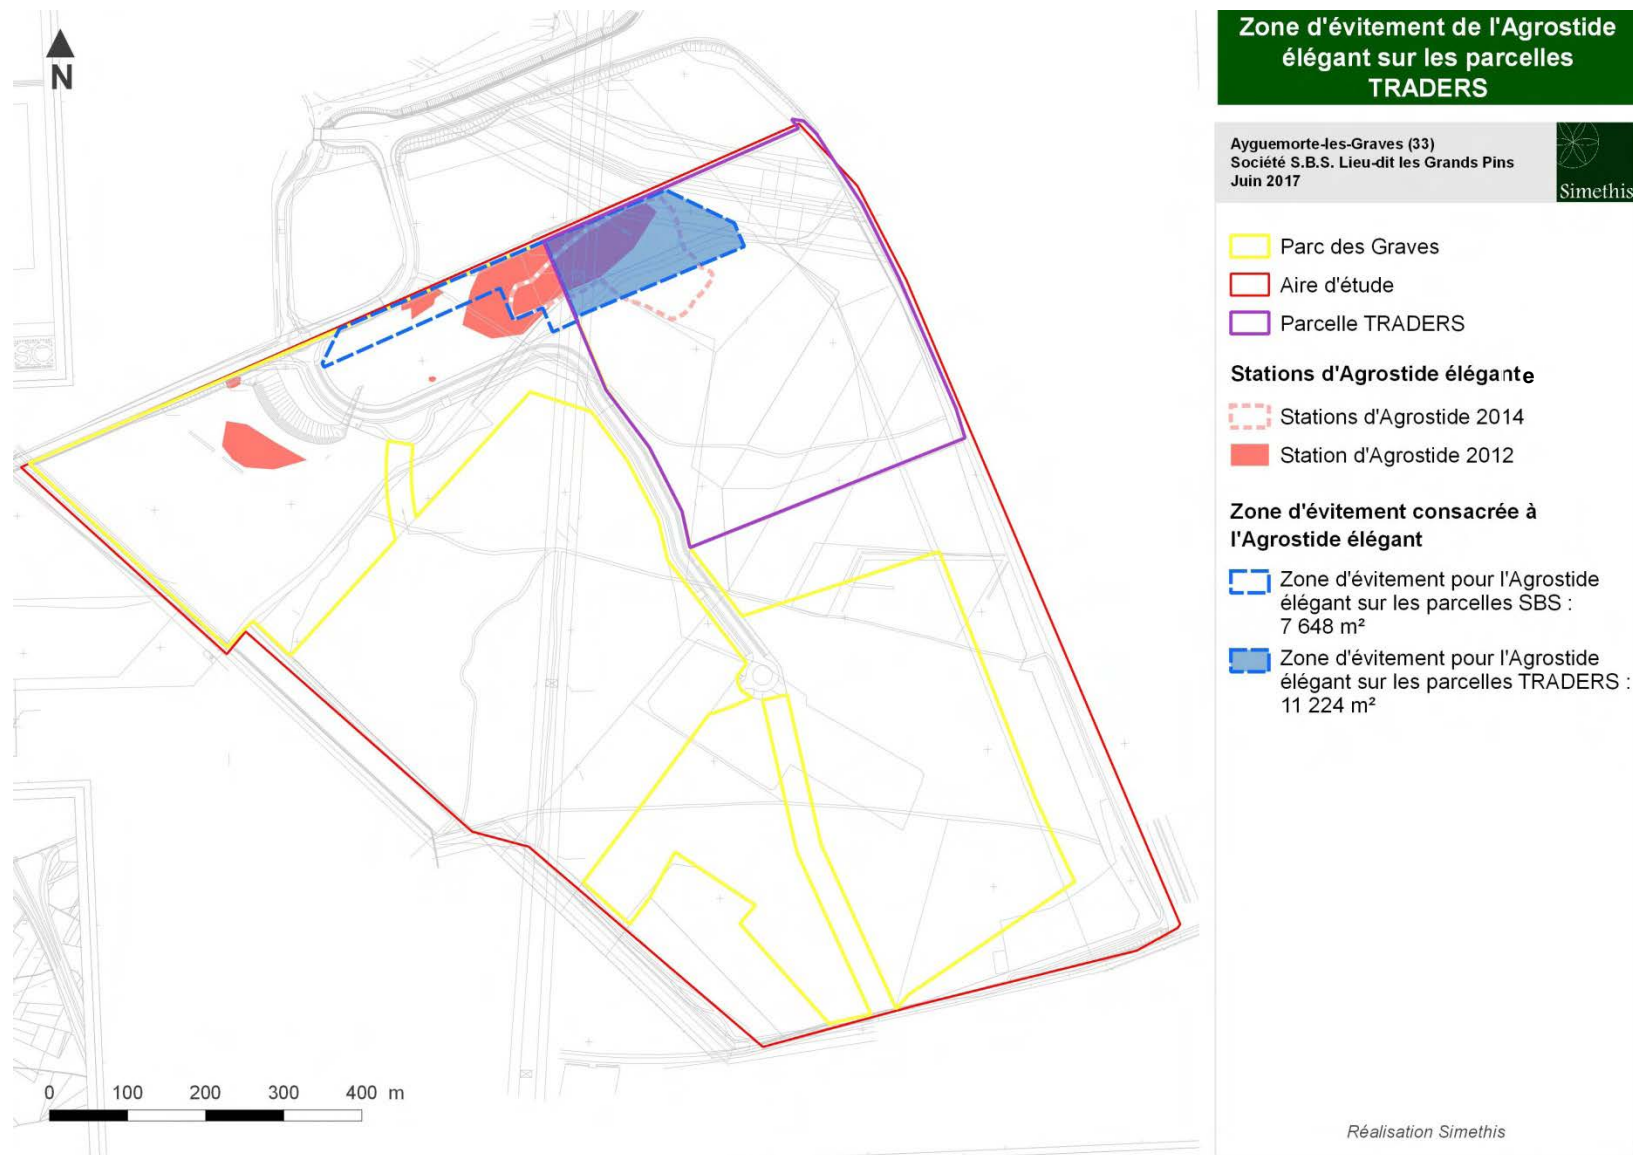 Zone d'évitement de l'Agrostide
élégant sur les parcelles
TRADERS
Ayguemorte-les-Graves (33)
Société S.B.S. Lieu-dit les Grands Pins
Juin 2017
Simethis
N
Parc des Graves
Aire d'étude
Parcelle TRADERS
Stations d'Agrostide élégante
Stations d'Agrostide 2014
Station d'Agrostide 2012
Zone d'évitement consacrée à
l'Agrostide élégant
Zone d'évitement pour l'Agrostide
élégant sur les parcelles SBS :
7 648 m²
Zone d'évitement pour l'Agrostide
élégant sur les parcelles TRADERS :
11 224 m²
0 100 200 300 400 m
Réalisation Simethis